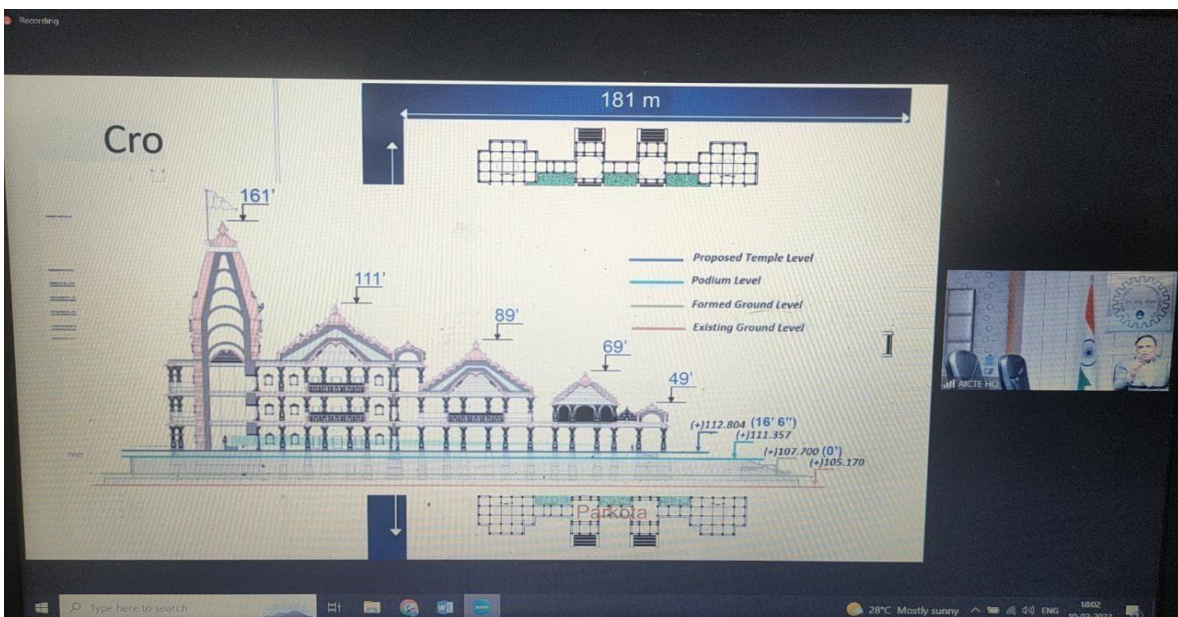 Recording
181 m
Cro
161'
111'
89'
69'
49'
Proposed Temple Level
Podium Level
Formed Ground Level
Existing Ground Level
(+)112.804 (16' 6")
(+)111.357
(+)107.700 (0')
(+)105.170
Parkota
AICTE HQ
Type here to search
28°C Mostly sunny
ENG
18:02